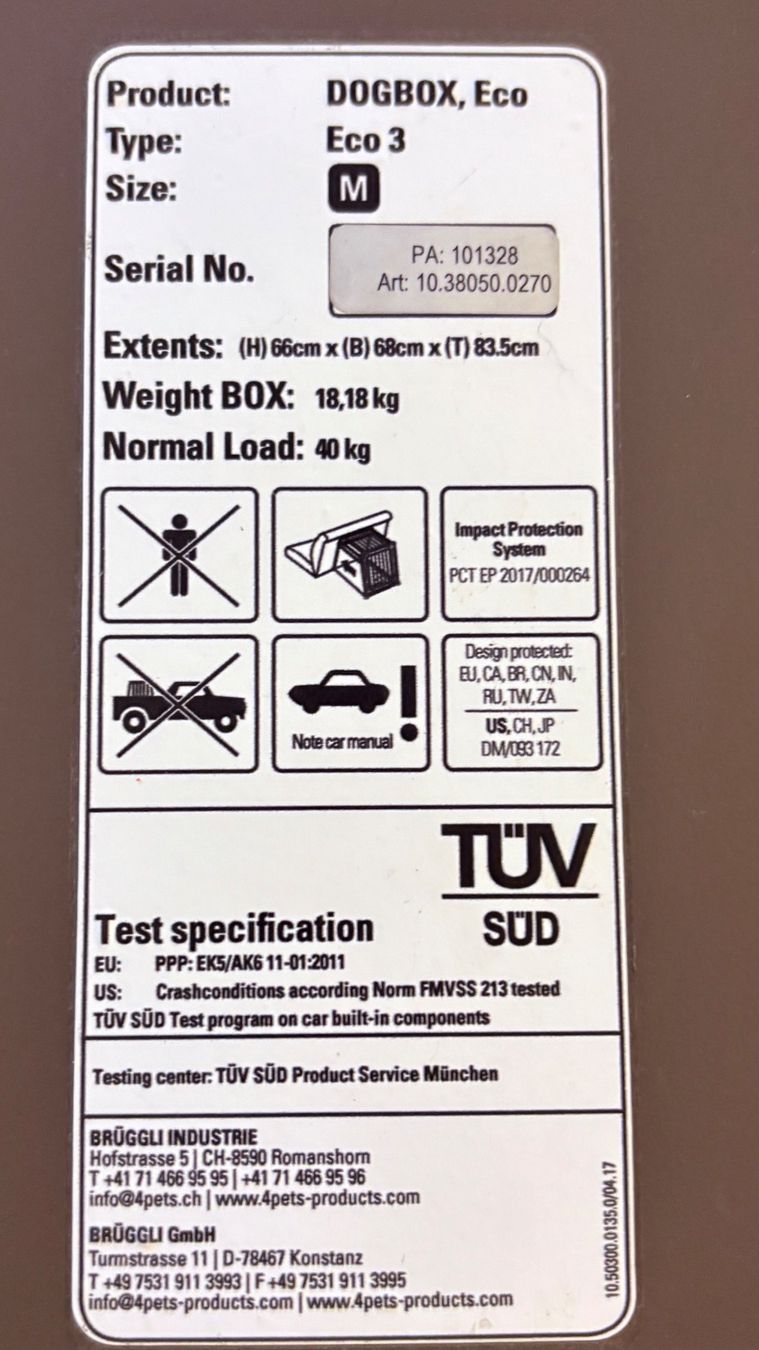 Product: DOGBOX, Eco
Type: Eco 3
Size: M
Serial No. PA: 101328
Art: 10.38050.0270
Extents: (H) 66cm x (B) 68cm x (T) 83.5cm
Weight BOX: 18,18 kg
Normal Load: 40 kg
Impact Protection
System
PCT EP 2017/000264
Note car manual
!
Design protected:
EU, CA, BR, CN, IN,
RU, TW, ZA
US, CH, JP
DM/093 172
TÜV
SÜD
Test specification
EU: PPP: EK5/AK6 11-01:2011
US: Crashconditions according Norm FMVSS 213 tested
TÜV SÜD Test program on car built-in components
Testing center: TÜV SÜD Product Service München
BRÜGGLI INDUSTRIE
Hofstrasse 5 | CH-8590 Romanshorn
T +41 71 466 95 95 | +41 71 466 95 96
info@4pets.ch | www.4pets-products.com
BRÜGGLI GmbH
Turmstrasse 11 | D-78467 Konstanz
T +49 7531 911 3993 | F +49 7531 911 3995
info@4pets-products.com | www.4pets-products.com
10.50300.0135.0/04.17